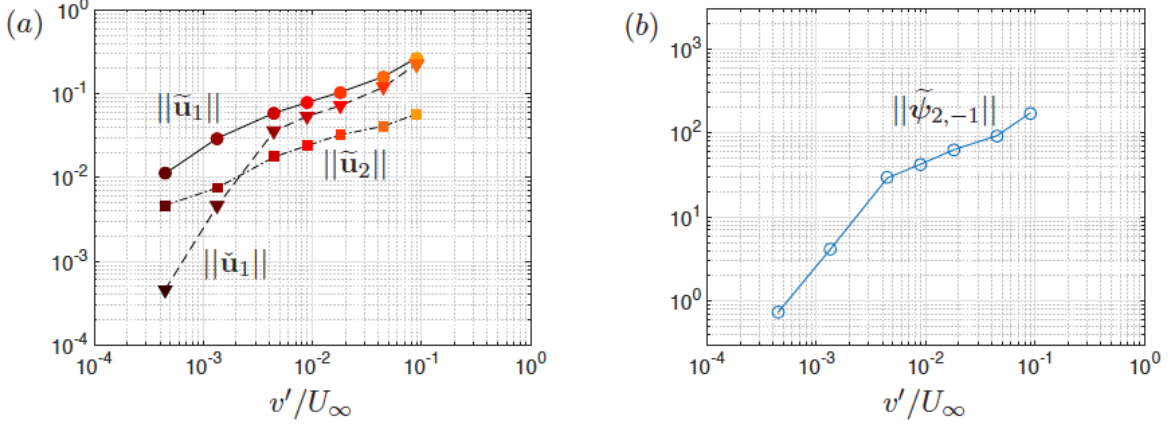 (a)
10^0
10^{-1}
10^{-2}
10^{-3}
10^{-4}
||ũ_1||
||ũ_2||
||ǔ_1||
10^{-4} 10^{-3} 10^{-2} 10^{-1} 10^0
v′/U_∞
(b)
10^3
10^2
10^1
10^0
||ψ̃_{2,−1}||
10^{-4} 10^{-3} 10^{-2} 10^{-1} 10^0
v′/U_∞